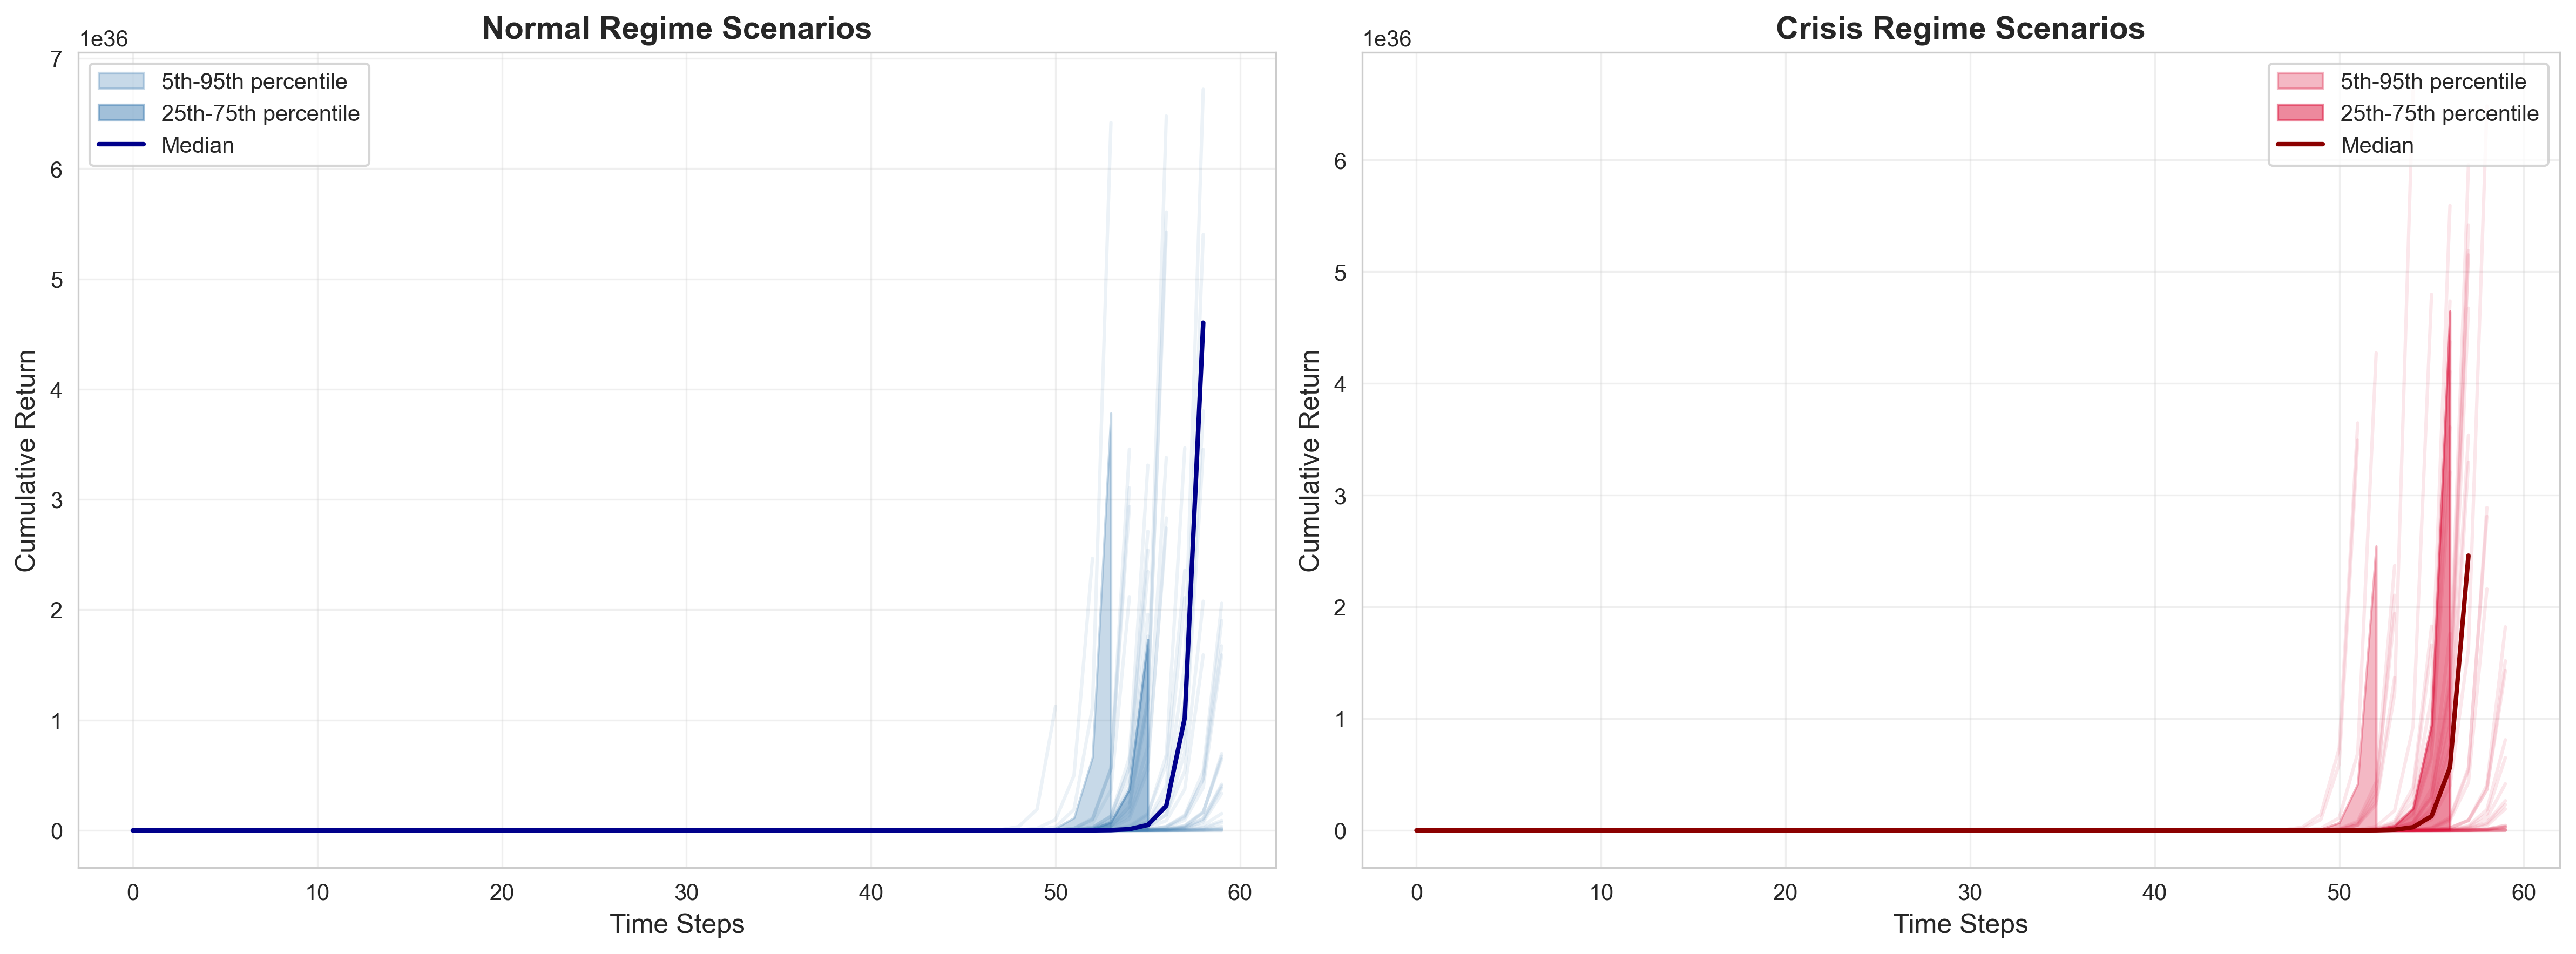 Normal Regime Scenarios
1e36
5th-95th percentile
25th-75th percentile
Median
7
6
5
4
3
2
1
0
Cumulative Return
0 10 20 30 40 50 60
Time Steps
Crisis Regime Scenarios
1e36
5th-95th percentile
25th-75th percentile
Median
6
5
4
3
2
1
0
Cumulative Return
0 10 20 30 40 50 60
Time Steps